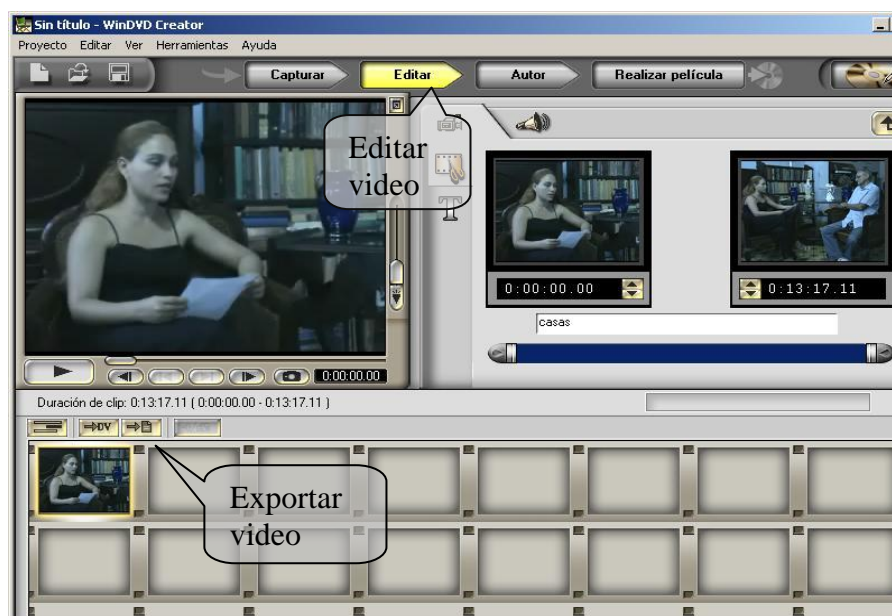 Sin título - WinDVD Creator
Proyecto Editar Ver Herramientas Ayuda
Capturar Editar Autor Realizar película
Editar
video
0:00:00.00 0:13:17.11
casas
0:00:00.00
Duración de clip: 0:13:17.11 ( 0:00:00.00 - 0:13:17.11 )
DV
Exportar
video